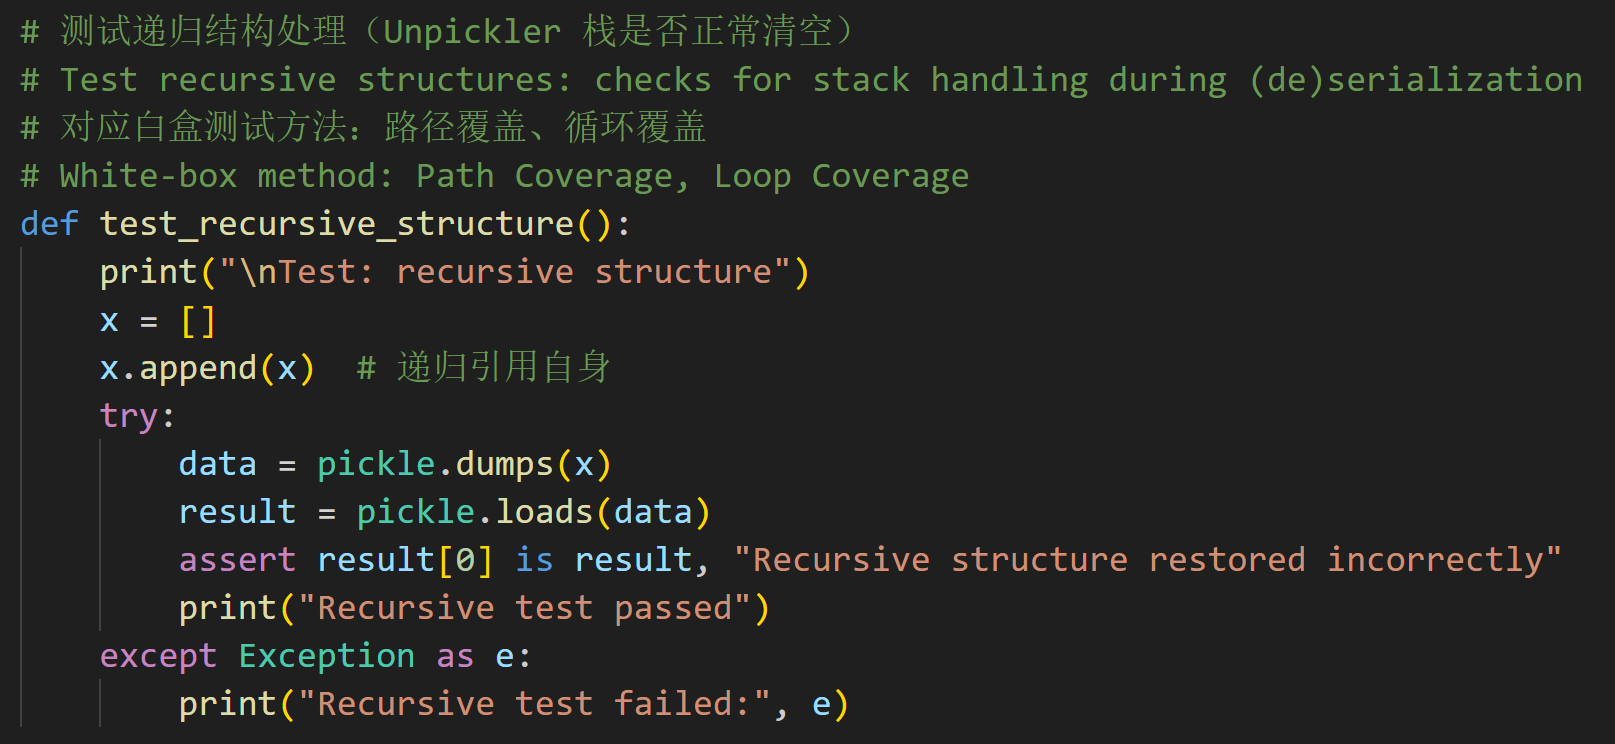 # 测试递归结构处理（Unpickler 栈是否正常清空）
# Test recursive structures: checks for stack handling during (de)serialization
# 对应白盒测试方法：路径覆盖、循环覆盖
# White-box method: Path Coverage, Loop Coverage
def test_recursive_structure():
    print("\nTest: recursive structure")
    x = []
    x.append(x)  # 递归引用自身
    try:
        data = pickle.dumps(x)
        result = pickle.loads(data)
        assert result[0] is result, "Recursive structure restored incorrectly"
        print("Recursive test passed")
    except Exception as e:
        print("Recursive test failed:", e)